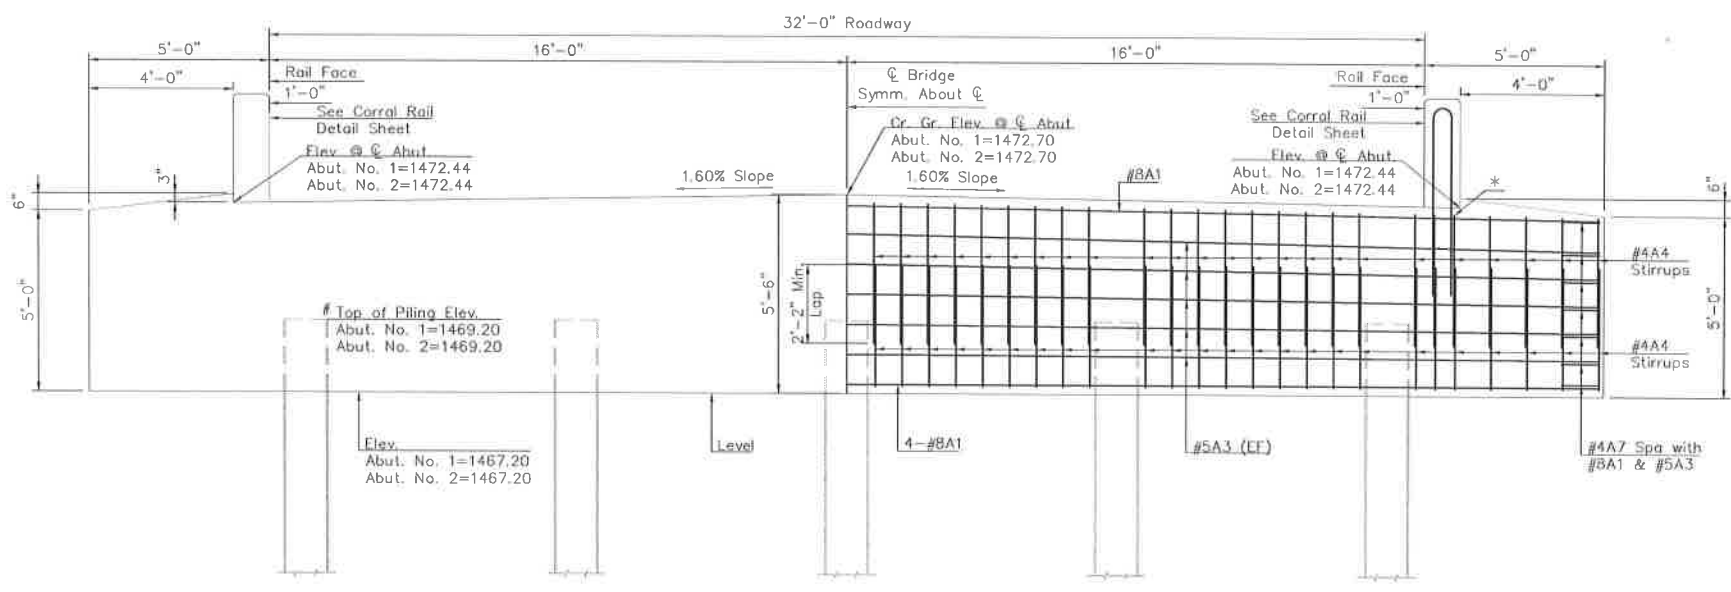 32'-0" Roadway
5'-0"
16'-0"
16'-0"
5'-0"
4'-0"
Rail Face
1'-0"
See Corral Rail
Detail Sheet
Elev. @ ℄ Abut.
Abut. No. 1=1472.44
Abut. No. 2=1472.44
℄ Bridge
Symm. About ℄
Cr. Gr. Elev. @ ℄ Abut.
Abut. No. 1=1472.70
Abut. No. 2=1472.70
Rail Face
1'-0"
4'-0"
See Corral Rail
Detail Sheet
Elev. @ ℄ Abut.
Abut. No. 1=1472.44
Abut. No. 2=1472.44
*
6"
3"
1.60% Slope
1.60% Slope
#8A1
6"
5'-0"
# Top of Piling Elev.
Abut. No. 1=1469.20
Abut. No. 2=1469.20
5'-6"
2'-2" Min.
Lap
#4A4
Stirrups
5'-0"
#4A4
Stirrups
Elev.
Abut. No. 1=1467.20
Abut. No. 2=1467.20
Level
4-#8A1
#5A3 (EF)
#4A7 Spa with
#8A1 & #5A3